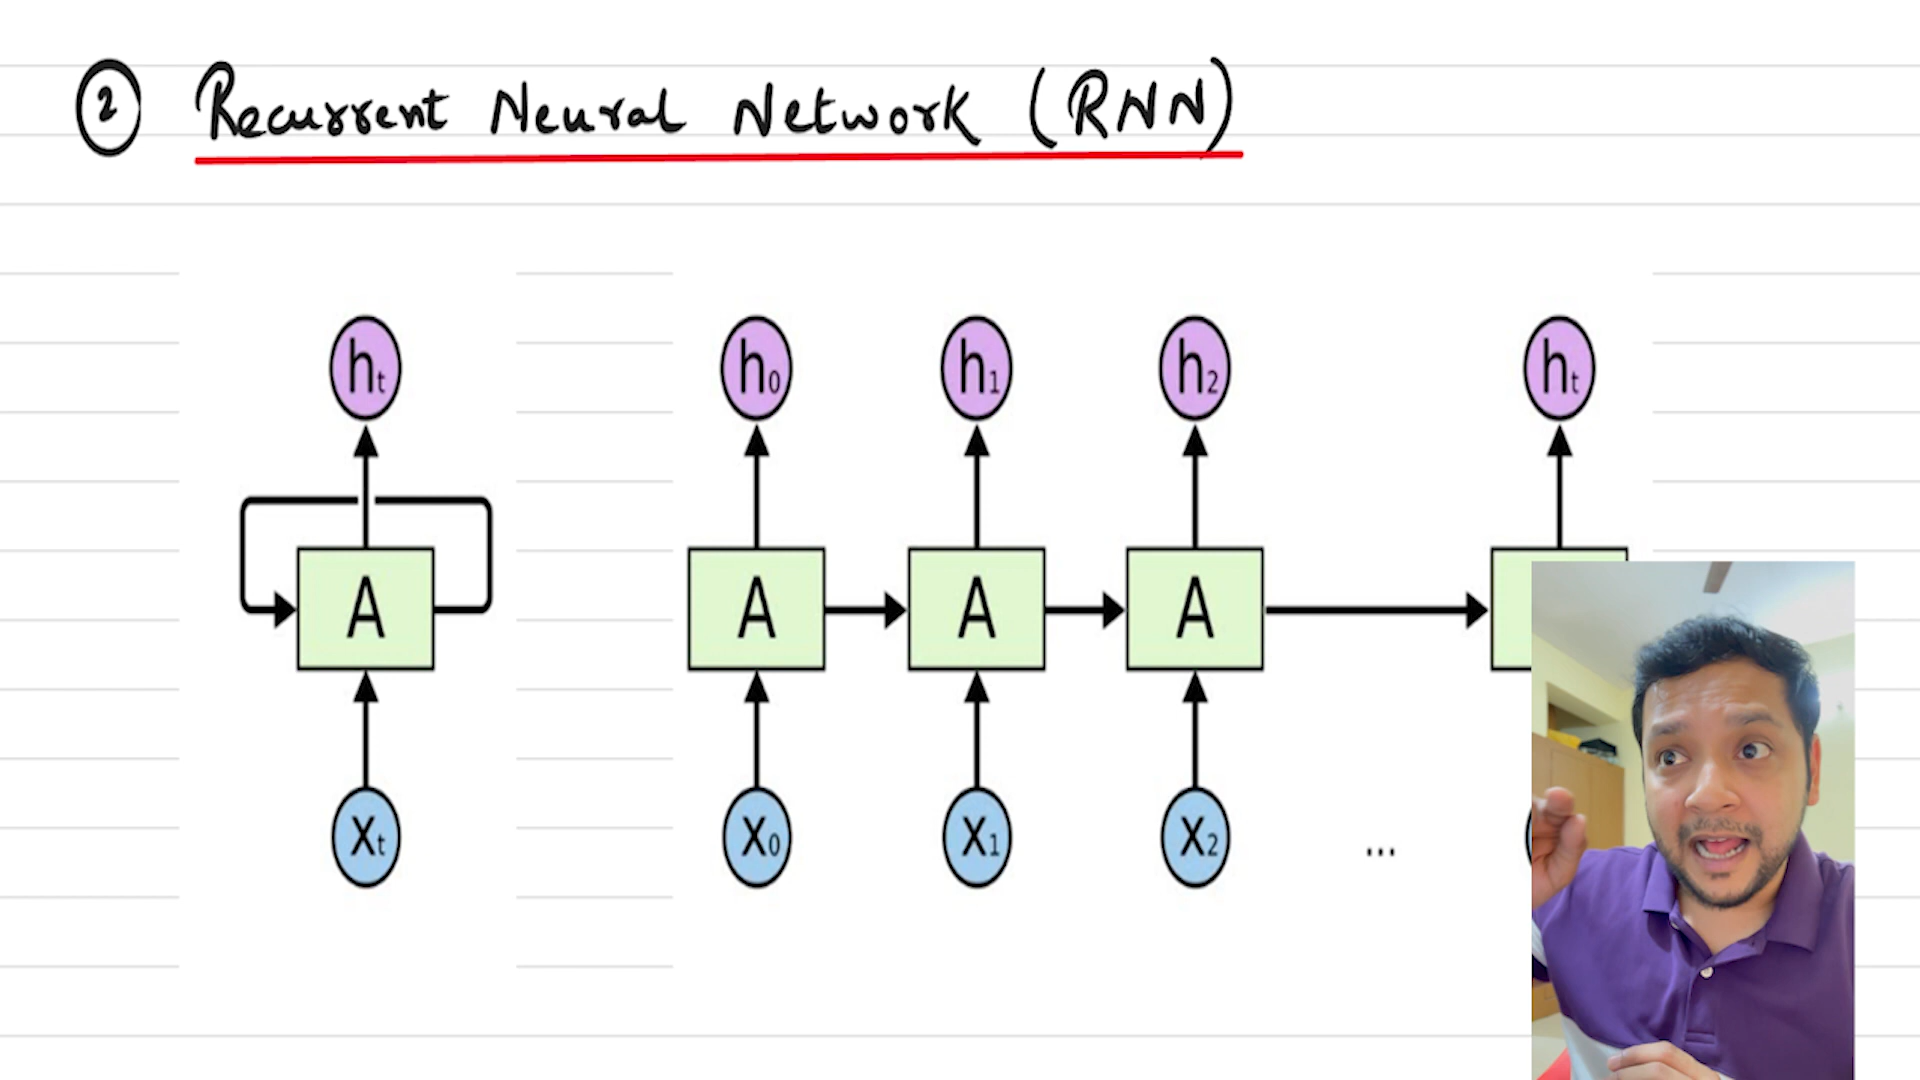 2 Recurrent Neural Network (RNN)
ht h0 h1 h2 ht
A A A A
xt x0 x1 x2 ...